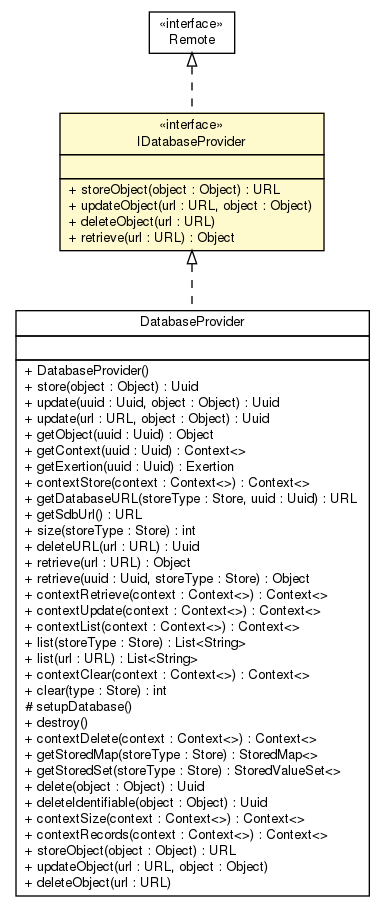 «interface»
Remote
«interface»
IDatabaseProvider
+ storeObject(object : Object) : URL
+ updateObject(url : URL, object : Object)
+ deleteObject(url : URL)
+ retrieve(url : URL) : Object
DatabaseProvider
+ DatabaseProvider()
+ store(object : Object) : Uuid
+ update(uuid : Uuid, object : Object) : Uuid
+ update(url : URL, object : Object) : Uuid
+ getObject(uuid : Uuid) : Object
+ getContext(uuid : Uuid) : Context<>
+ getExertion(uuid : Uuid) : Exertion
+ contextStore(context : Context<>) : Context<>
+ getDatabaseURL(storeType : Store, uuid : Uuid) : URL
+ getSdbUrl() : URL
+ size(storeType : Store) : int
+ deleteURL(url : URL) : Uuid
+ retrieve(url : URL) : Object
+ retrieve(uuid : Uuid, storeType : Store) : Object
+ contextRetrieve(context : Context<>) : Context<>
+ contextUpdate(context : Context<>) : Context<>
+ contextList(context : Context<>) : Context<>
+ list(storeType : Store) : List<String>
+ list(url : URL) : List<String>
+ contextClear(context : Context<>) : Context<>
+ clear(type : Store) : int
# setupDatabase()
+ destroy()
+ contextDelete(context : Context<>) : Context<>
+ getStoredMap(storeType : Store) : StoredMap<>
+ getStoredSet(storeType : Store) : StoredValueSet<>
+ delete(object : Object) : Uuid
+ deleteIdentifiable(object : Object) : Uuid
+ contextSize(context : Context<>) : Context<>
+ contextRecords(context : Context<>) : Context<>
+ storeObject(object : Object) : URL
+ updateObject(url : URL, object : Object)
+ deleteObject(url : URL)